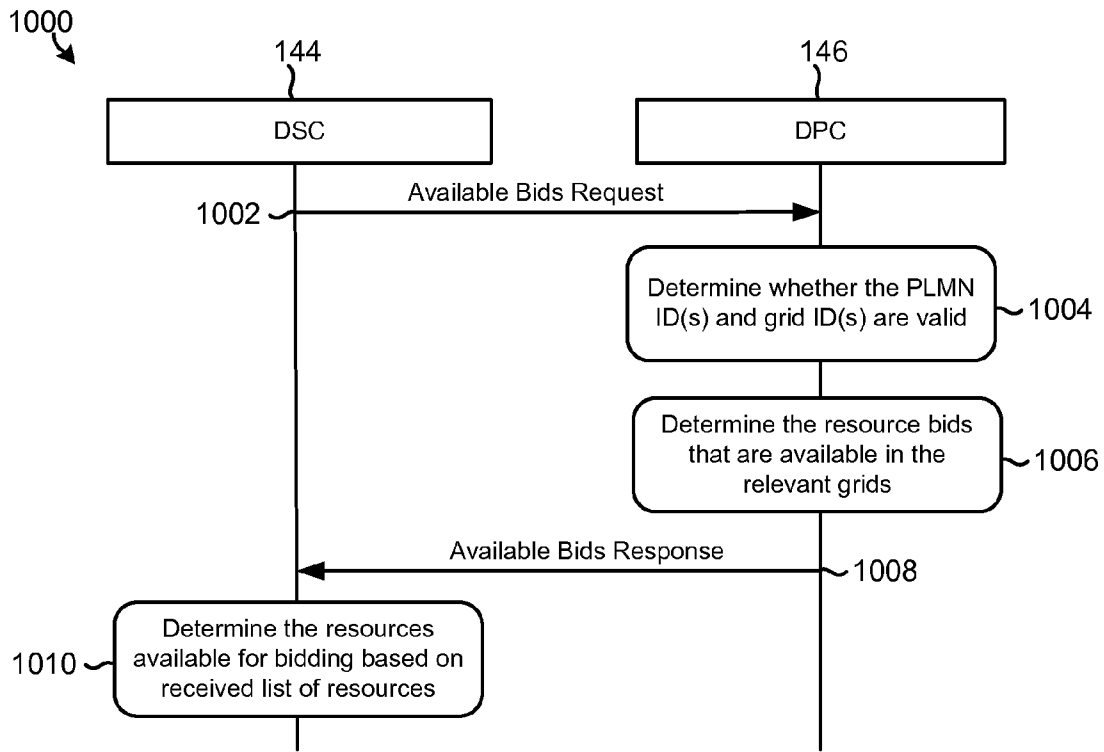 1000
144
146
DSC
DPC
Available Bids Request
1002
Determine whether the PLMN
ID(s) and grid ID(s) are valid
1004
Determine the resource bids
that are available in the
relevant grids
1006
Available Bids Response
1008
Determine the resources
available for bidding based on
received list of resources
1010